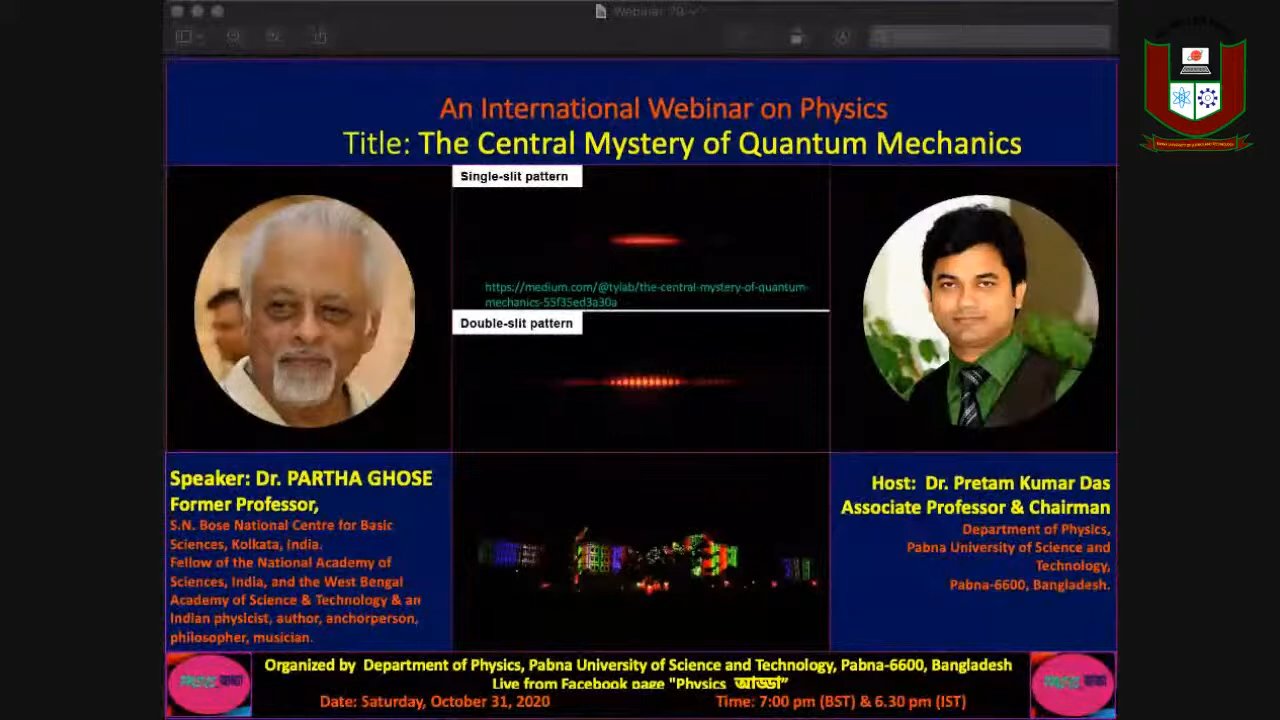 An International Webinar on Physics
Title: The Central Mystery of Quantum Mechanics
Single-slit pattern
https://medium.com/@tylab/the-central-mystery-of-quantum-
mechanics-55f35ed3a30a
Double-slit pattern
Speaker: Dr. PARTHA GHOSE
Former Professor,
S.N. Bose National Centre for Basic
Sciences, Kolkata, India.
Fellow of the National Academy of
Sciences, India, and the West Bengal
Academy of Science & Technology & an
Indian physicist, author, anchorperson,
philosopher, musician.
Host: Dr. Pretam Kumar Das
Associate Professor & Chairman
Department of Physics,
Pabna University of Science and
Technology,
Pabna-6600, Bangladesh.
Organized by Department of Physics, Pabna University of Science and Technology, Pabna-6600, Bangladesh
Live from Facebook page "Physics আড্ডা”
Date: Saturday, October 31, 2020
Time: 7:00 pm (BST) & 6.30 pm (IST)